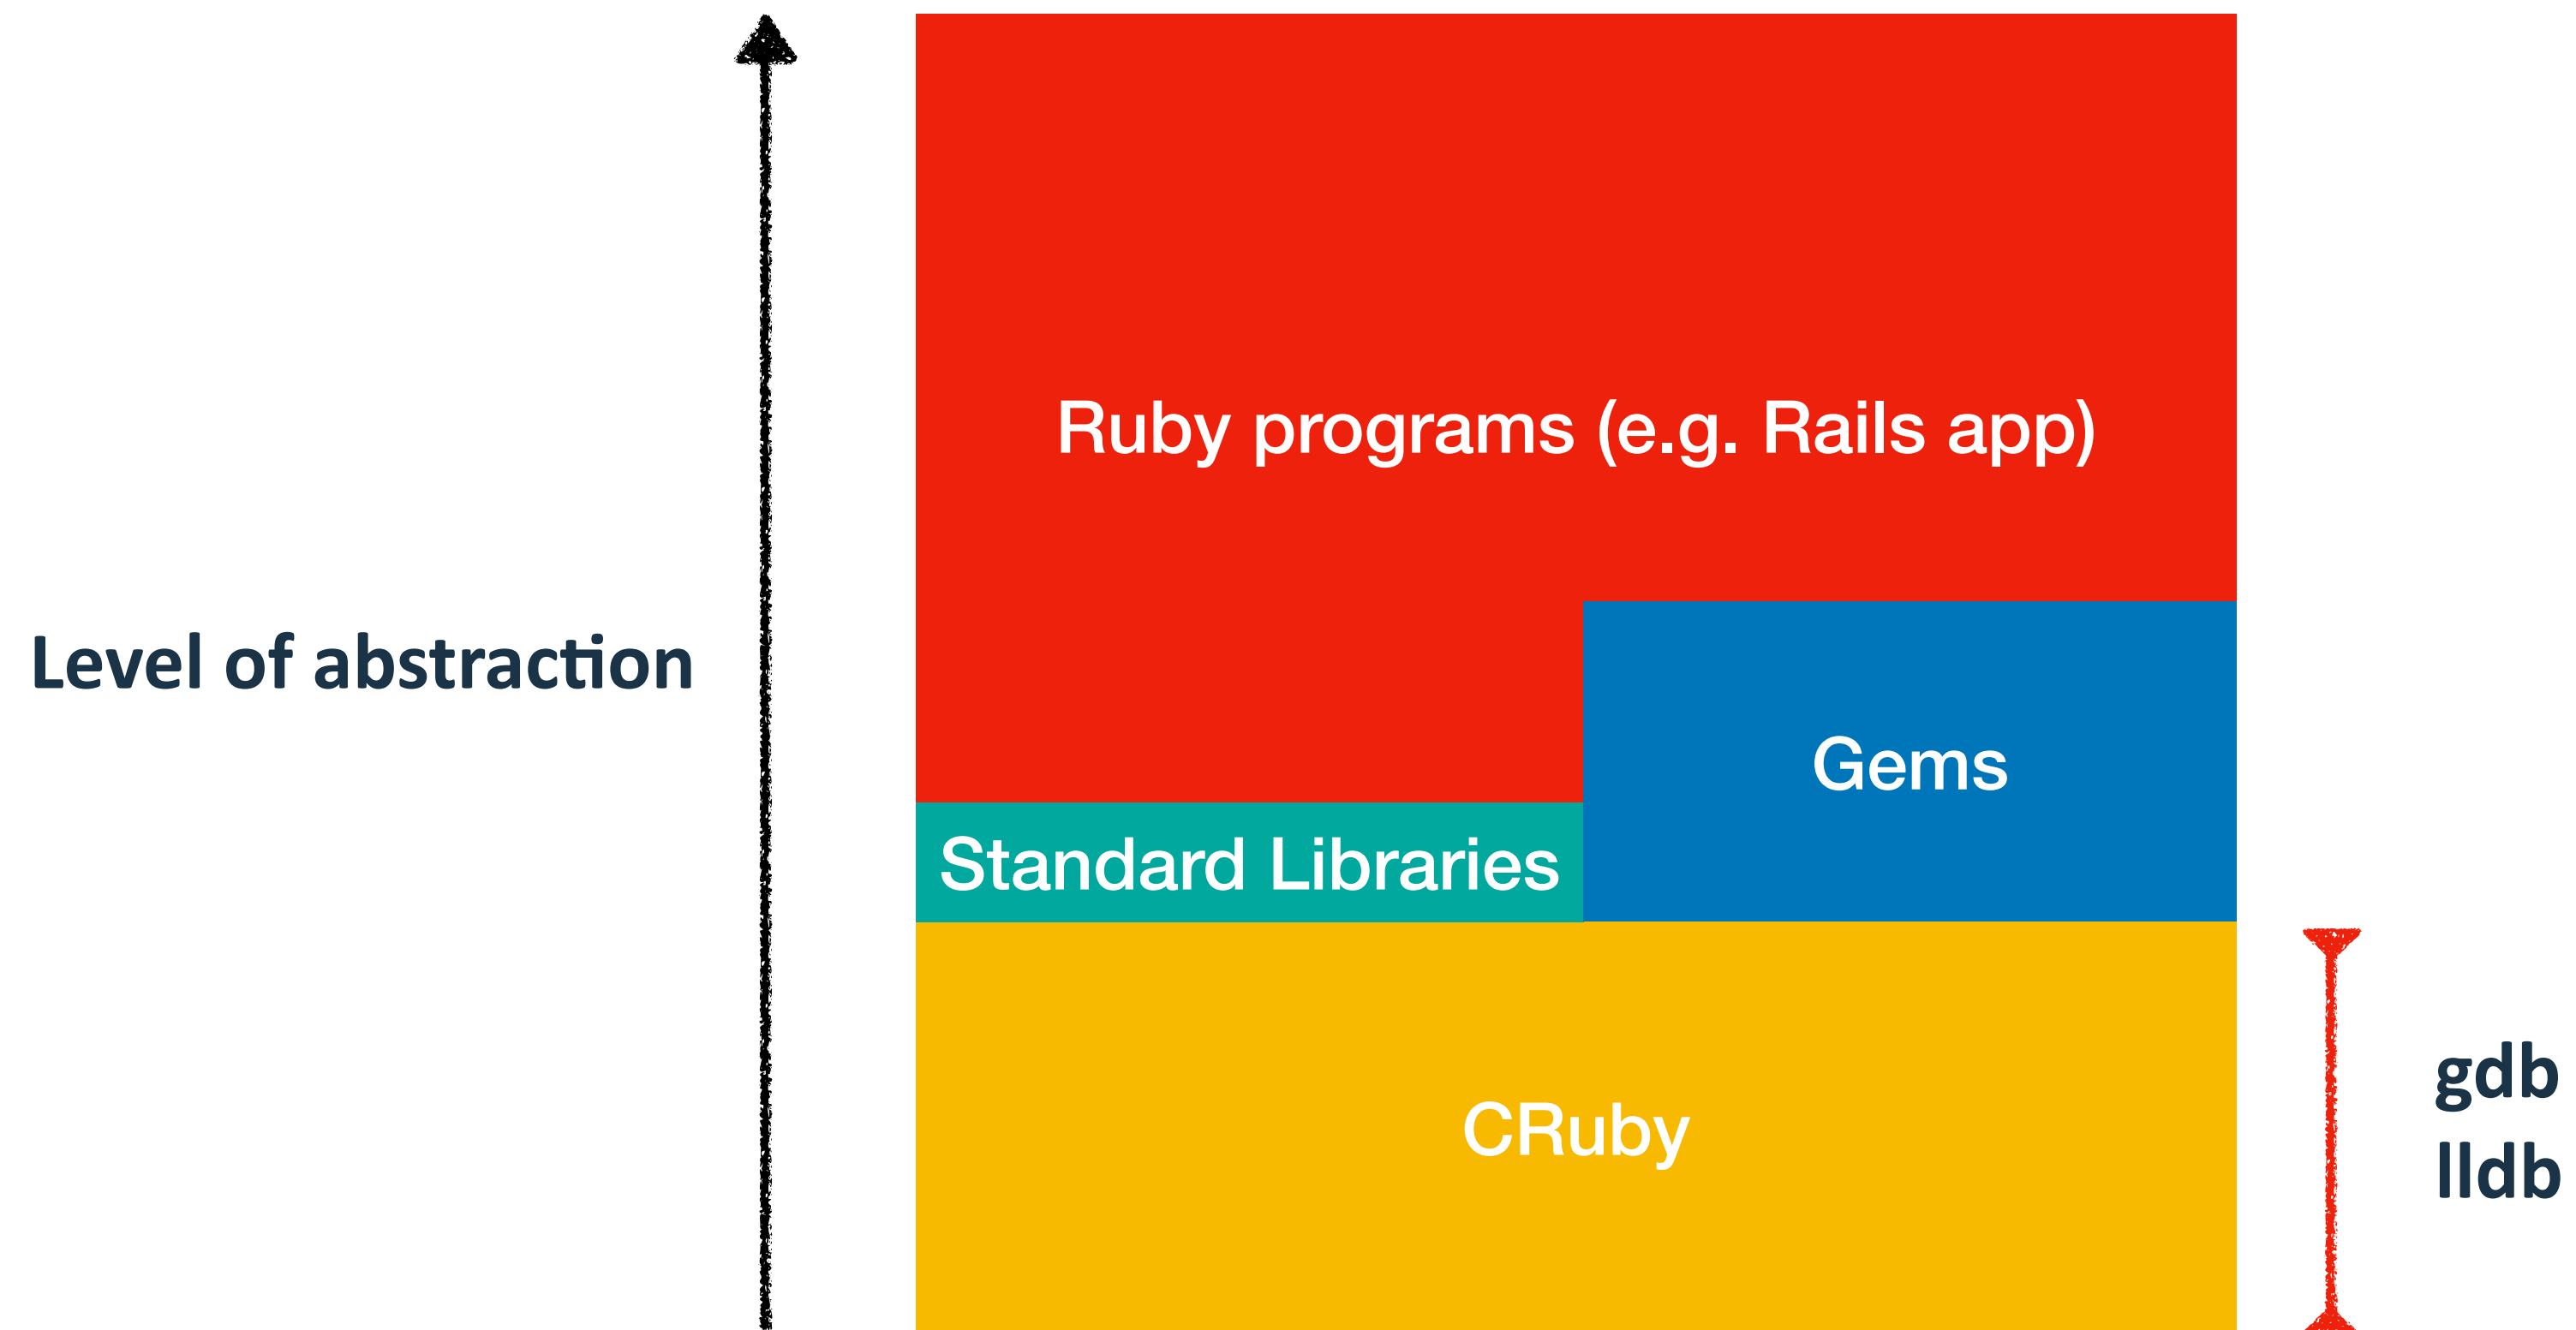 Ruby programs (e.g. Rails app)
Level of abstraction
Gems
Standard Libraries
CRuby
gdb
lldb